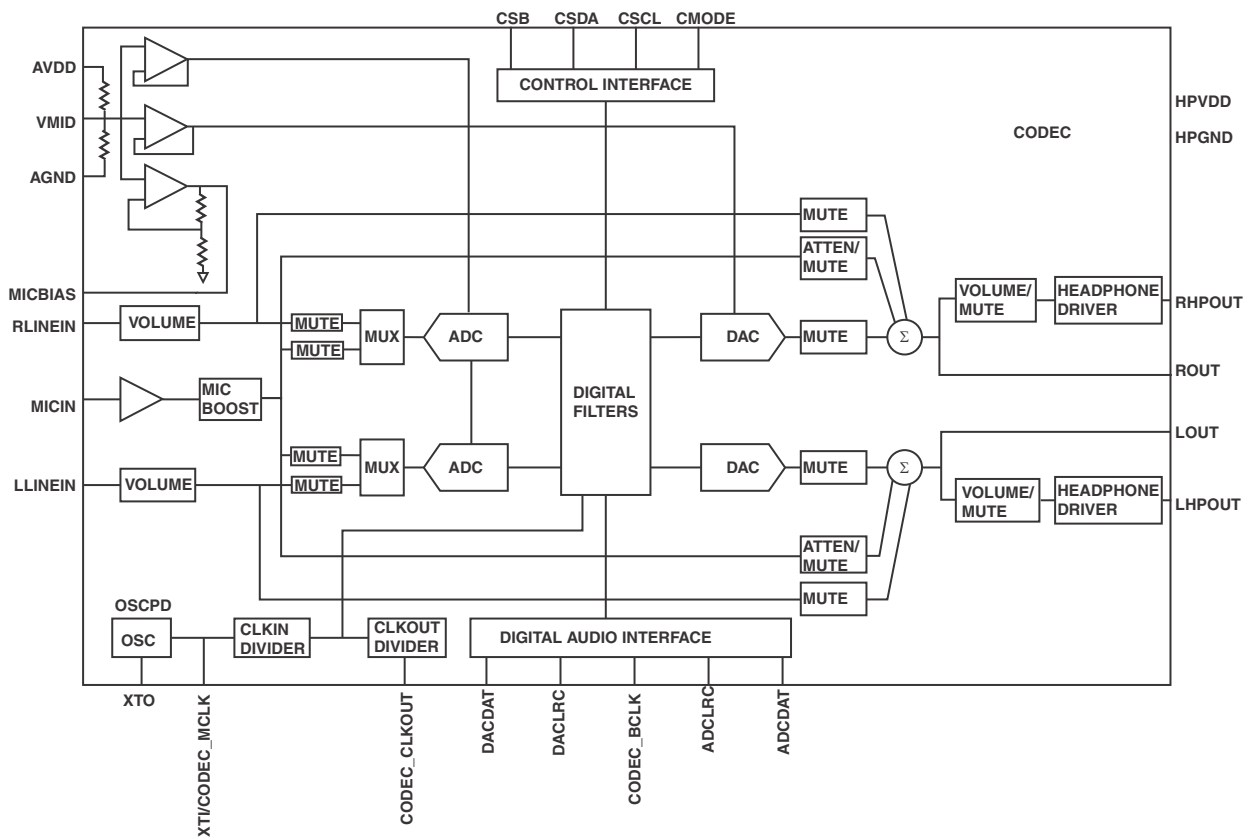 CSB CSDA CSCL CMODE
AVDD
CONTROL INTERFACE
HPVDD
VMID
CODEC
HPGND
AGND
MUTE
ATTEN/
MUTE
MICBIAS
VOLUME/
MUTE
HEADPHONE
DRIVER
RHPOUT
RLINEIN
VOLUME
MUTE
MUX
ADC
DAC
MUTE
Σ
MUTE
ROUT
MICIN
MIC
BOOST
DIGITAL
FILTERS
LOUT
MUTE
MUX
ADC
DAC
MUTE
Σ
LLINEIN
VOLUME
MUTE
VOLUME/
MUTE
HEADPHONE
DRIVER
LHPOUT
ATTEN/
MUTE
MUTE
OSCPD
OSC
CLKIN
DIVIDER
CLKOUT
DIVIDER
DIGITAL AUDIO INTERFACE
XTO
XTI/CODEC_MCLK
CODEC_CLKOUT
DACDAT
DACLRC
CODEC_BCLK
ADCLRC
ADCDAT